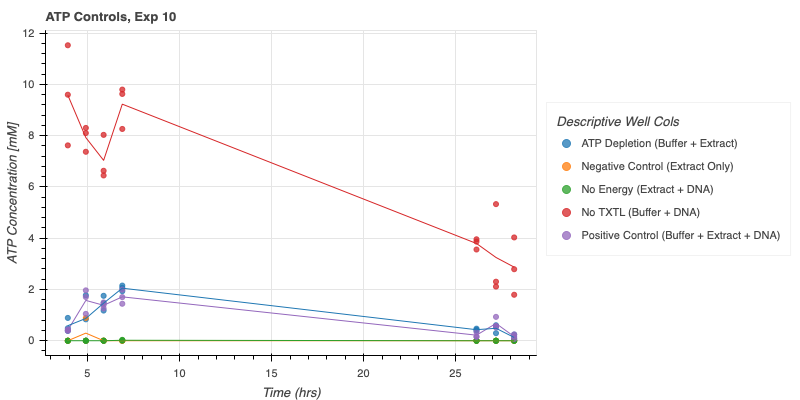 ATP Controls, Exp 10
12
10
8
6
4
2
0
ATP Concentration [mM]
5
10
15
20
25
Time (hrs)
Descriptive Well Cols
ATP Depletion (Buffer + Extract)
Negative Control (Extract Only)
No Energy (Extract + DNA)
No TXTL (Buffer + DNA)
Positive Control (Buffer + Extract + DNA)